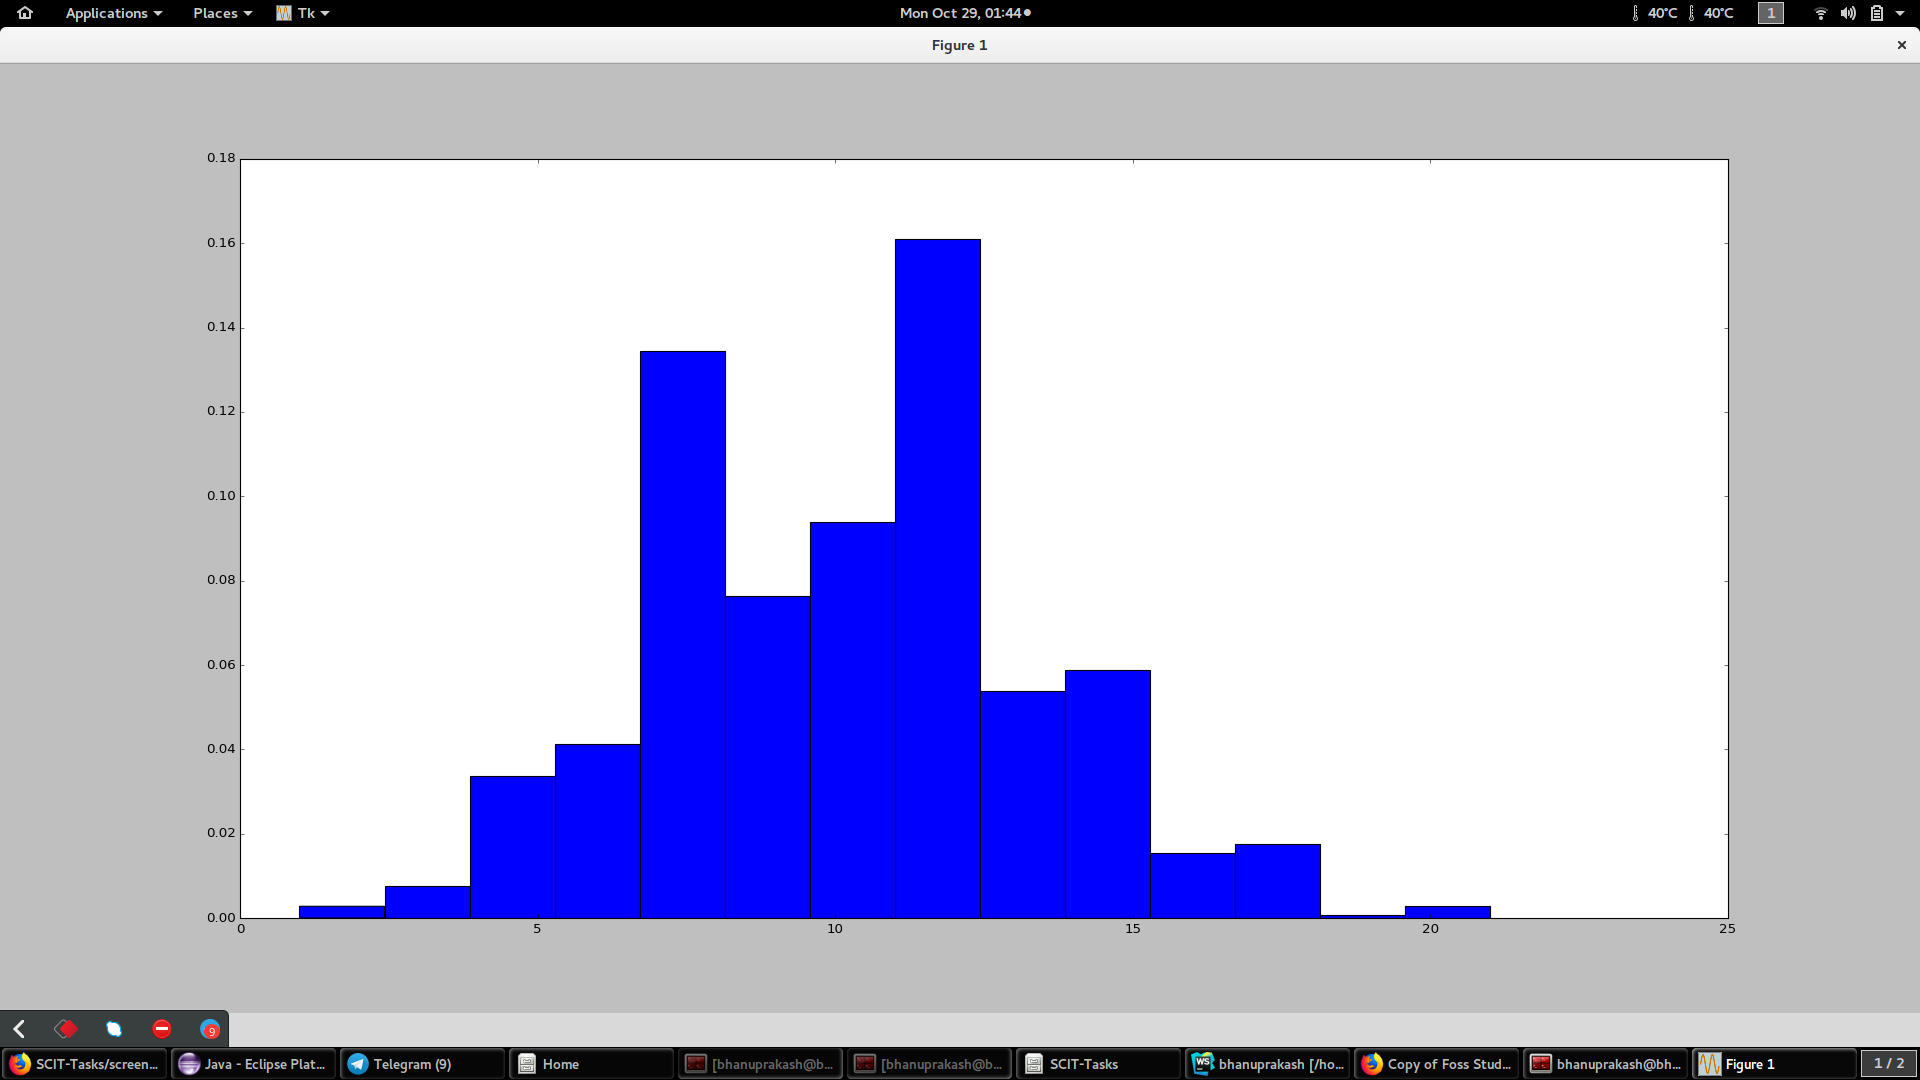 Applications Places Tk Mon Oct 29, 01:44 40°C 40°C 1
Figure 1 ×
0.18
0.16
0.14
0.12
0.10
0.08
0.06
0.04
0.02
0.00
0 5 10 15 20 25
9
SCIT-Tasks/screen... Java - Eclipse Plat... Telegram (9) Home [bhanuprakash@b... [bhanuprakash@b... SCIT-Tasks WS bhanuprakash [/ho... Copy of Foss Stud... bhanuprakash@bh... Figure 1 1 / 2